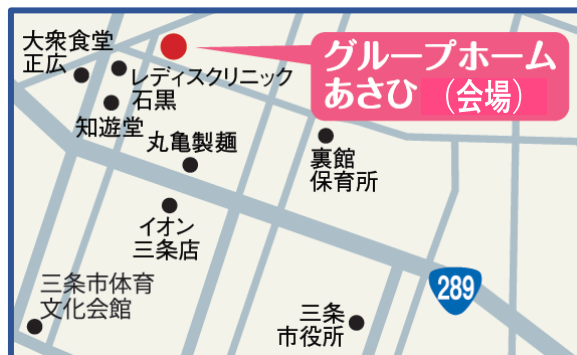 大衆食堂
正広
グループホーム
あさひ (会場)
レディスクリニック
石黒
知遊堂
丸亀製麺
裏館
保育所
イオン
三条店
三条市体育
文化会館
289
三条
市役所